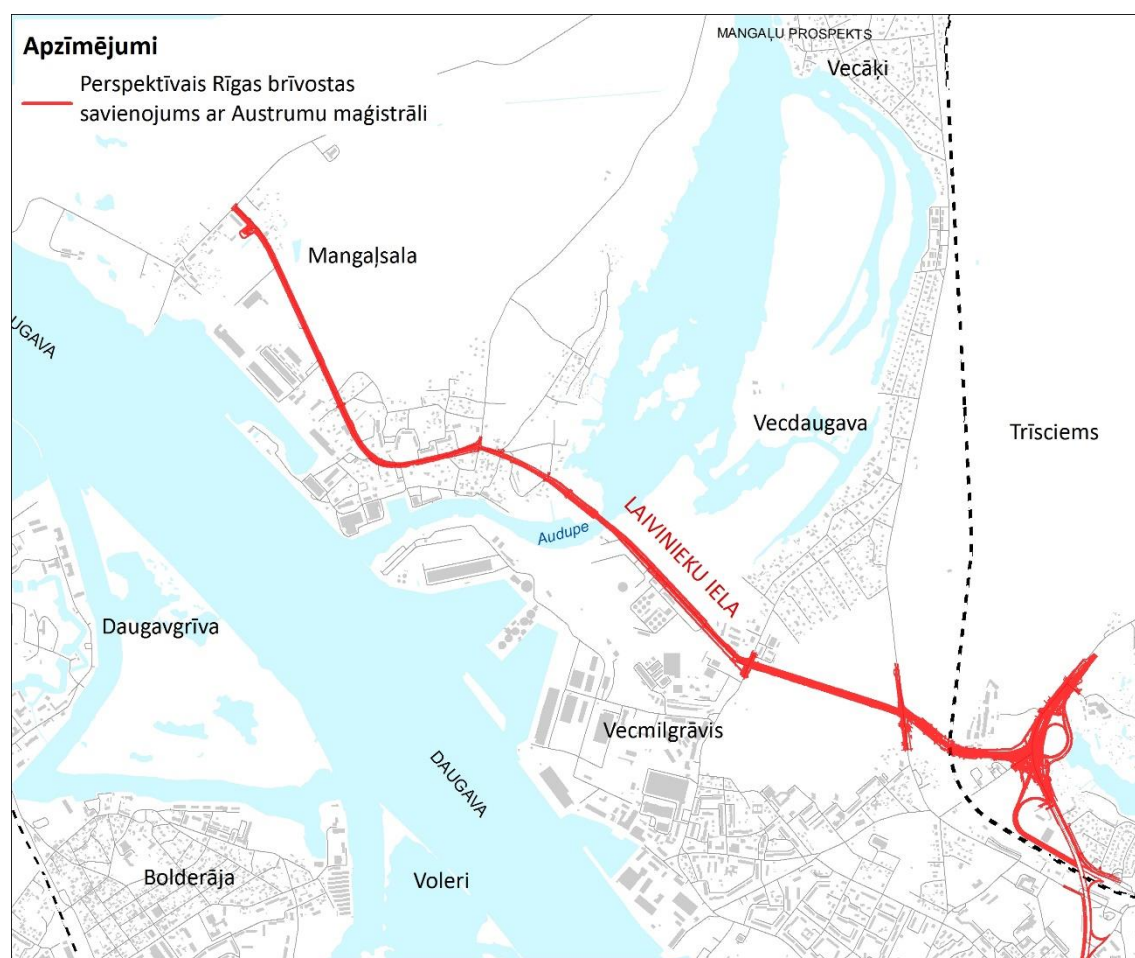 Apzīmējumi
Perspektīvais Rīgas brīvostas
savienojums ar Austrumu maģistrāli
MANGAĻU PROSPEKTS
Vecāķi
Mangaļsala
UGAVA
Vecdaugava
Trīsciems
LAIVINIEKU IELA
Audupe
Daugavgrīva
Vecmilgrāvis
DAUGAVA
Bolderāja
Voleri